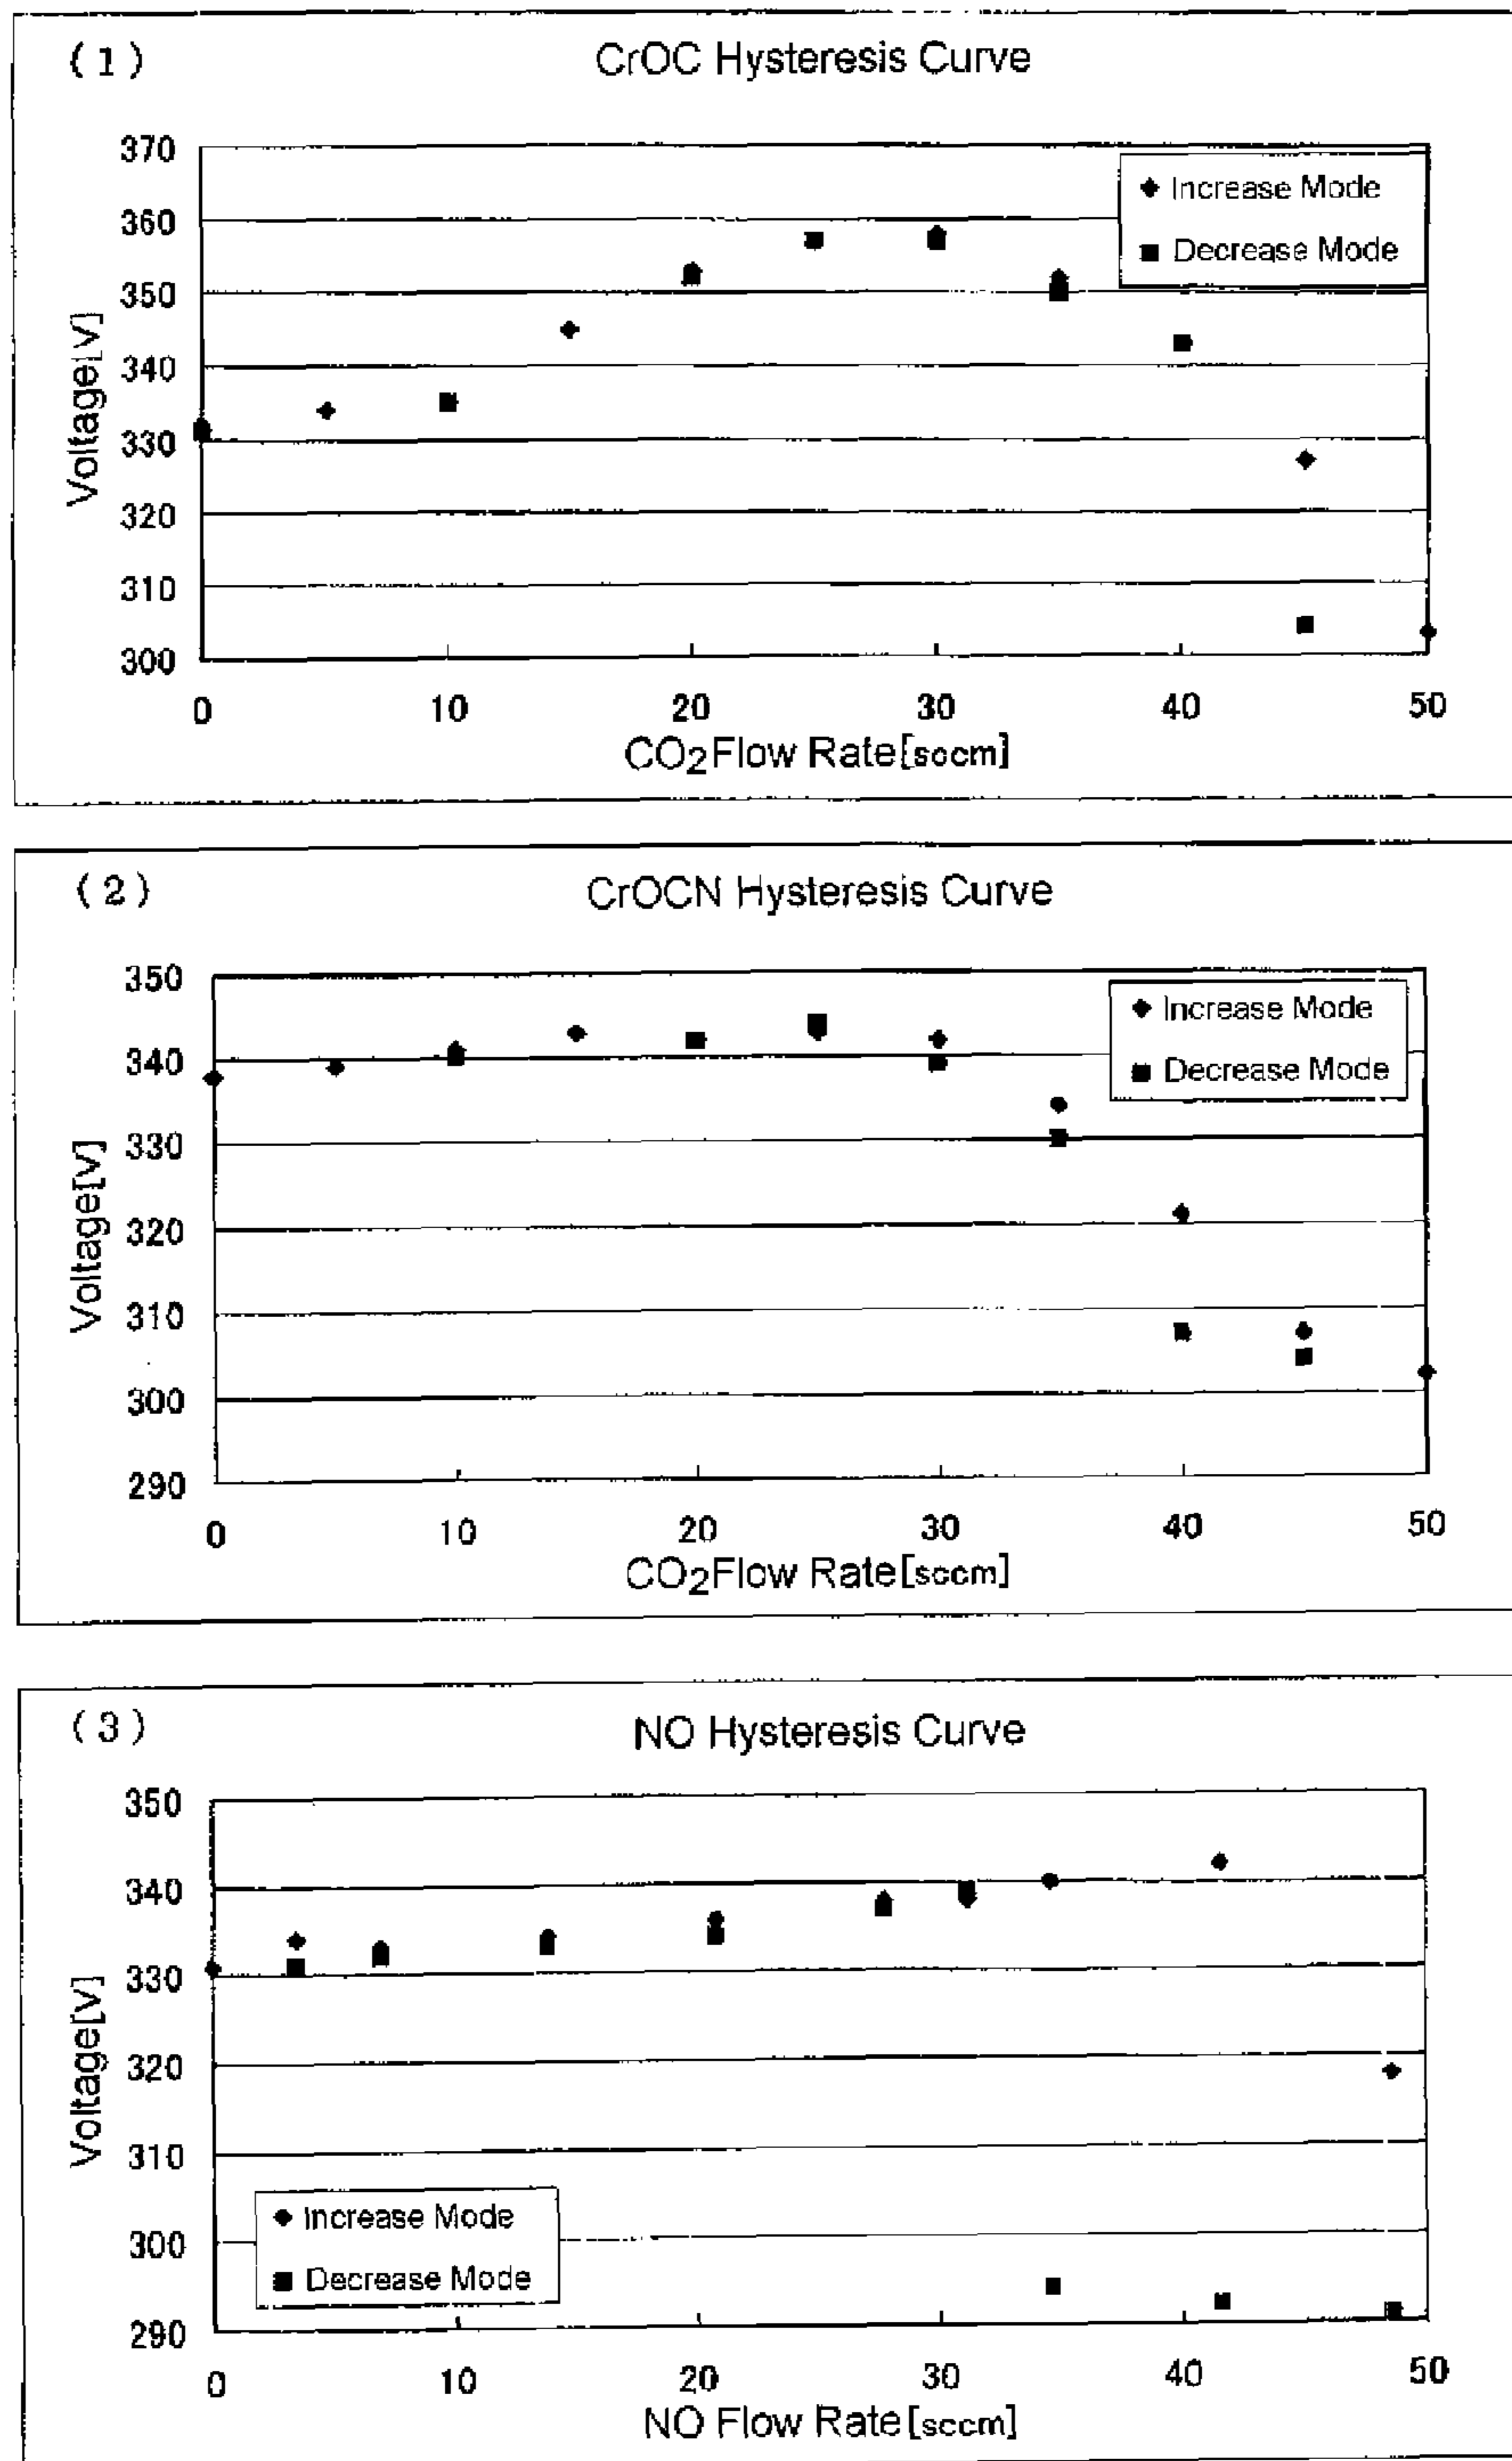 (1)
CrOC Hysteresis Curve
370
360
350
340
330
320
310
300
Voltage[V]
Increase Mode
Decrease Mode
0 10 20 30 40 50
CO2 Flow Rate[sccm]
(2)
CrOCN Hysteresis Curve
350
340
330
320
310
300
290
Voltage[V]
Increase Mode
Decrease Mode
0 10 20 30 40 50
CO2 Flow Rate[sccm]
(3)
NO Hysteresis Curve
350
340
330
320
310
300
290
Voltage[V]
Increase Mode
Decrease Mode
0 10 20 30 40 50
NO Flow Rate[sccm]